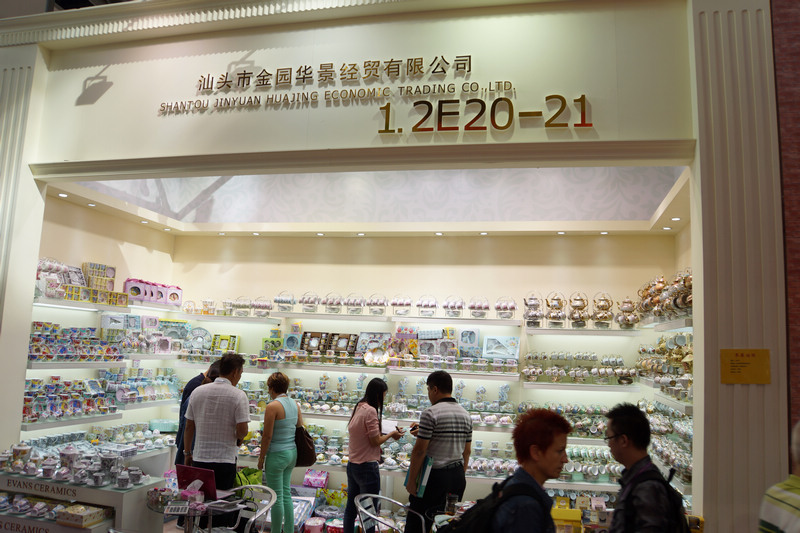 汕头市金园华景经贸有限公司
SHANTOU JINYUAN HUAJING ECONOMIC TRADING CO.,LTD.
1.2E20-21
EVANS CERAMICS
CERAMICS